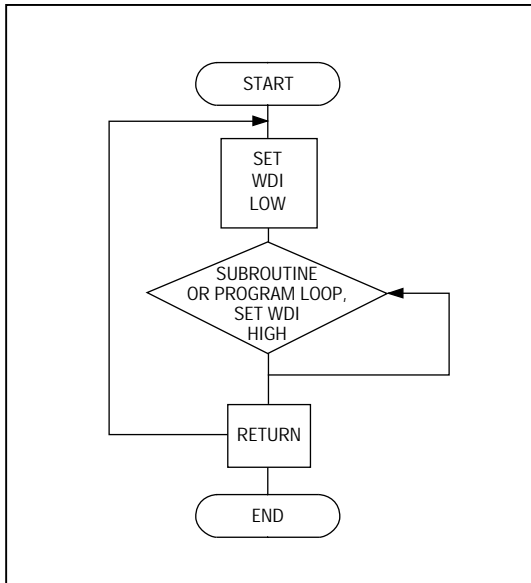 START
SET
WDI
LOW
SUBROUTINE
OR PROGRAM LOOP,
SET WDI
HIGH
RETURN
END